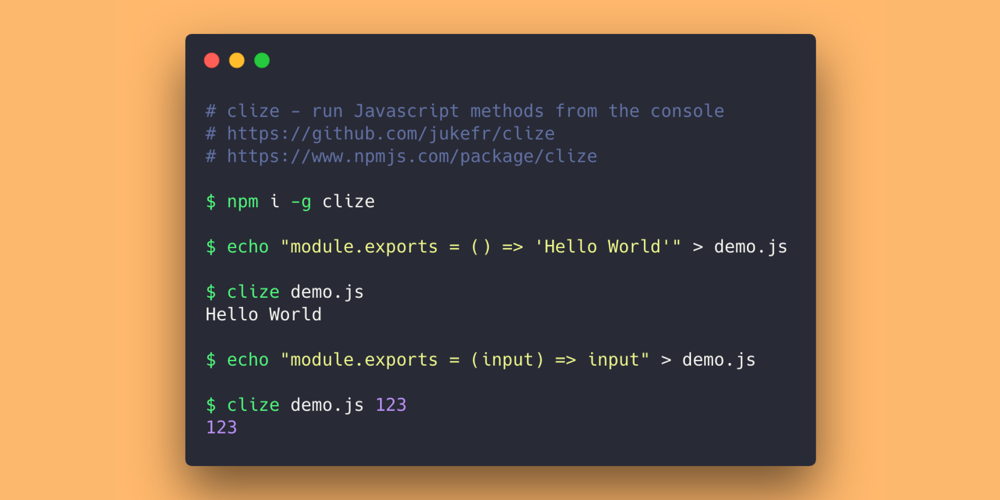 # clize - run Javascript methods from the console
# https://github.com/jukefr/clize
# https://www.npmjs.com/package/clize
$ npm i -g clize
$ echo "module.exports = () => 'Hello World'" > demo.js
$ clize demo.js
Hello World
$ echo "module.exports = (input) => input" > demo.js
$ clize demo.js 123
123